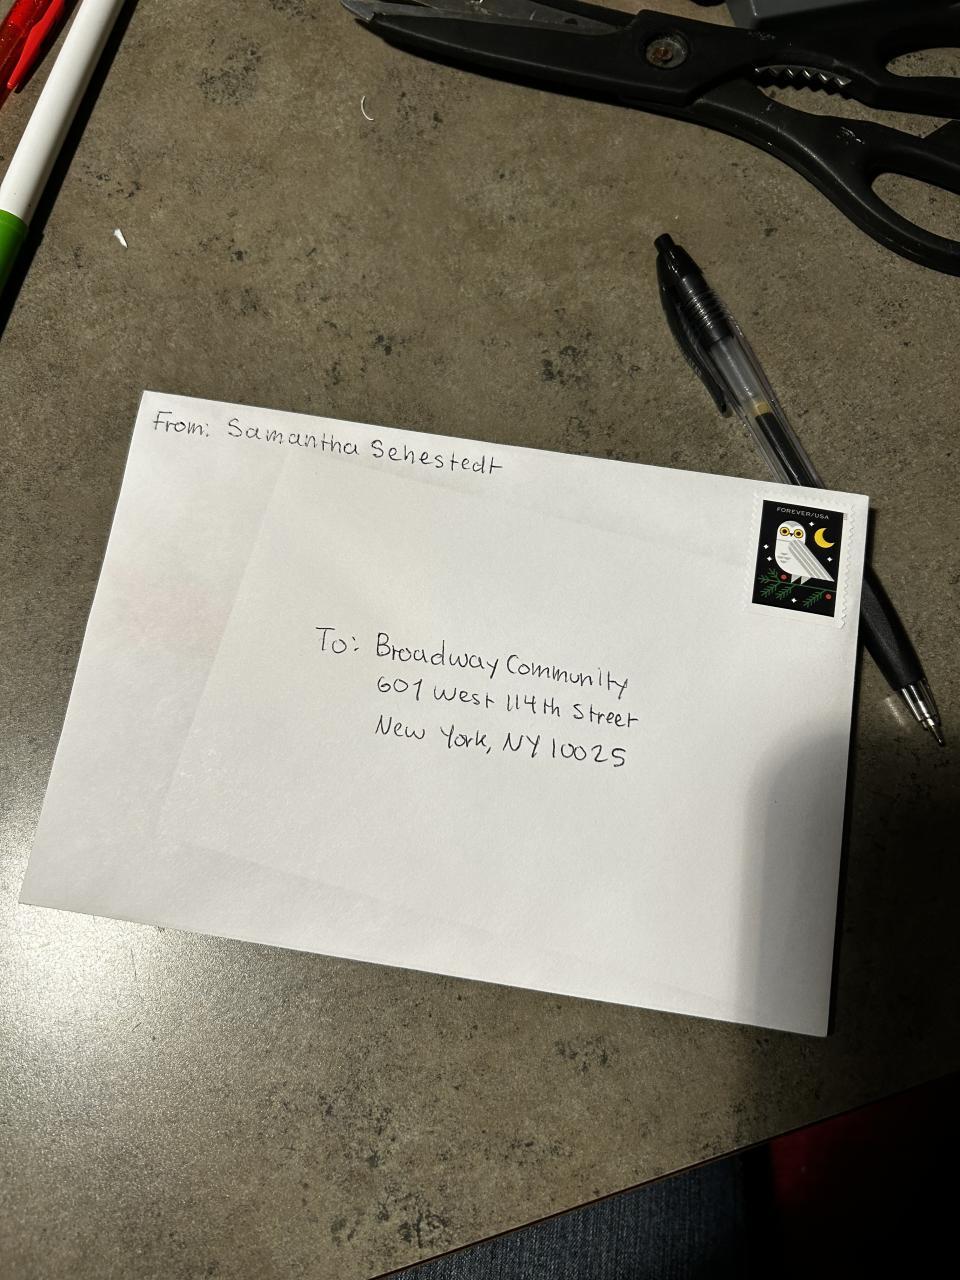 From: Samantha Sehestedt
FOREVER/USA
To: Broadway Community
601 West 114th Street
New York, NY 10025